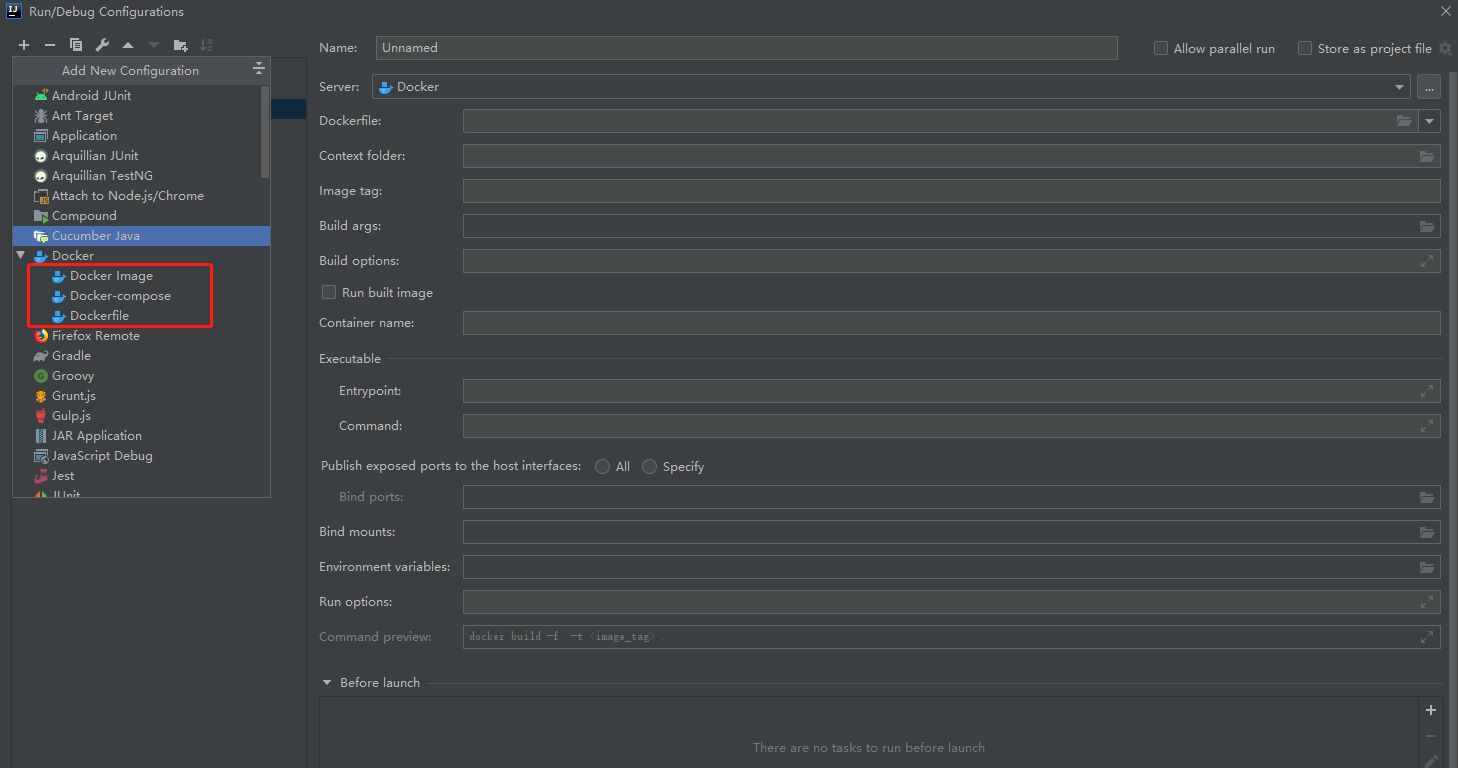 Run/Debug Configurations
Add New Configuration
Android JUnit
Ant Target
Application
Arquillian JUnit
Arquillian TestNG
Attach to Node.js/Chrome
Compound
Cucumber Java
Docker
Docker Image
Docker-compose
Dockerfile
Firefox Remote
Gradle
Groovy
Grunt.js
Gulp.js
JAR Application
JavaScript Debug
Jest
JUnit
Name: Unnamed Allow parallel run Store as project file
Server: Docker ...
Dockerfile:
Context folder:
Image tag:
Build args:
Build options:
Run built image
Container name:
Executable
Entrypoint:
Command:
Publish exposed ports to the host interfaces: All Specify
Bind ports:
Bind mounts:
Environment variables:
Run options:
Command preview: docker build -f -t <image_tag> .
Before launch
There are no tasks to run before launch